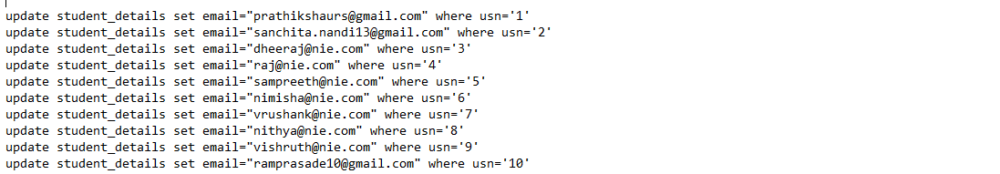 update student_details set email="prathikshaurs@gmail.com" where usn='1'
update student_details set email="sanchita.nandi13@gmail.com" where usn='2'
update student_details set email="dheeraj@nie.com" where usn='3'
update student_details set email="raj@nie.com" where usn='4'
update student_details set email="sampreeth@nie.com" where usn='5'
update student_details set email="nimisha@nie.com" where usn='6'
update student_details set email="vrushank@nie.com" where usn='7'
update student_details set email="nithya@nie.com" where usn='8'
update student_details set email="vishruth@nie.com" where usn='9'
update student_details set email="ramprasade10@gmail.com" where usn='10'